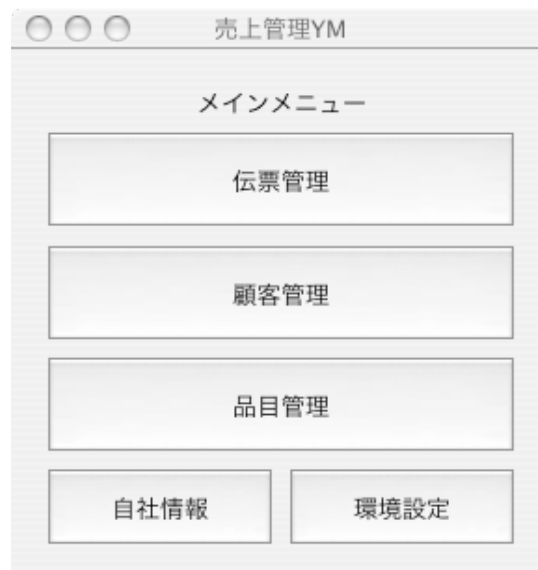 売上管理YM
メインメニュー
伝票管理
顧客管理
品目管理
自社情報
環境設定